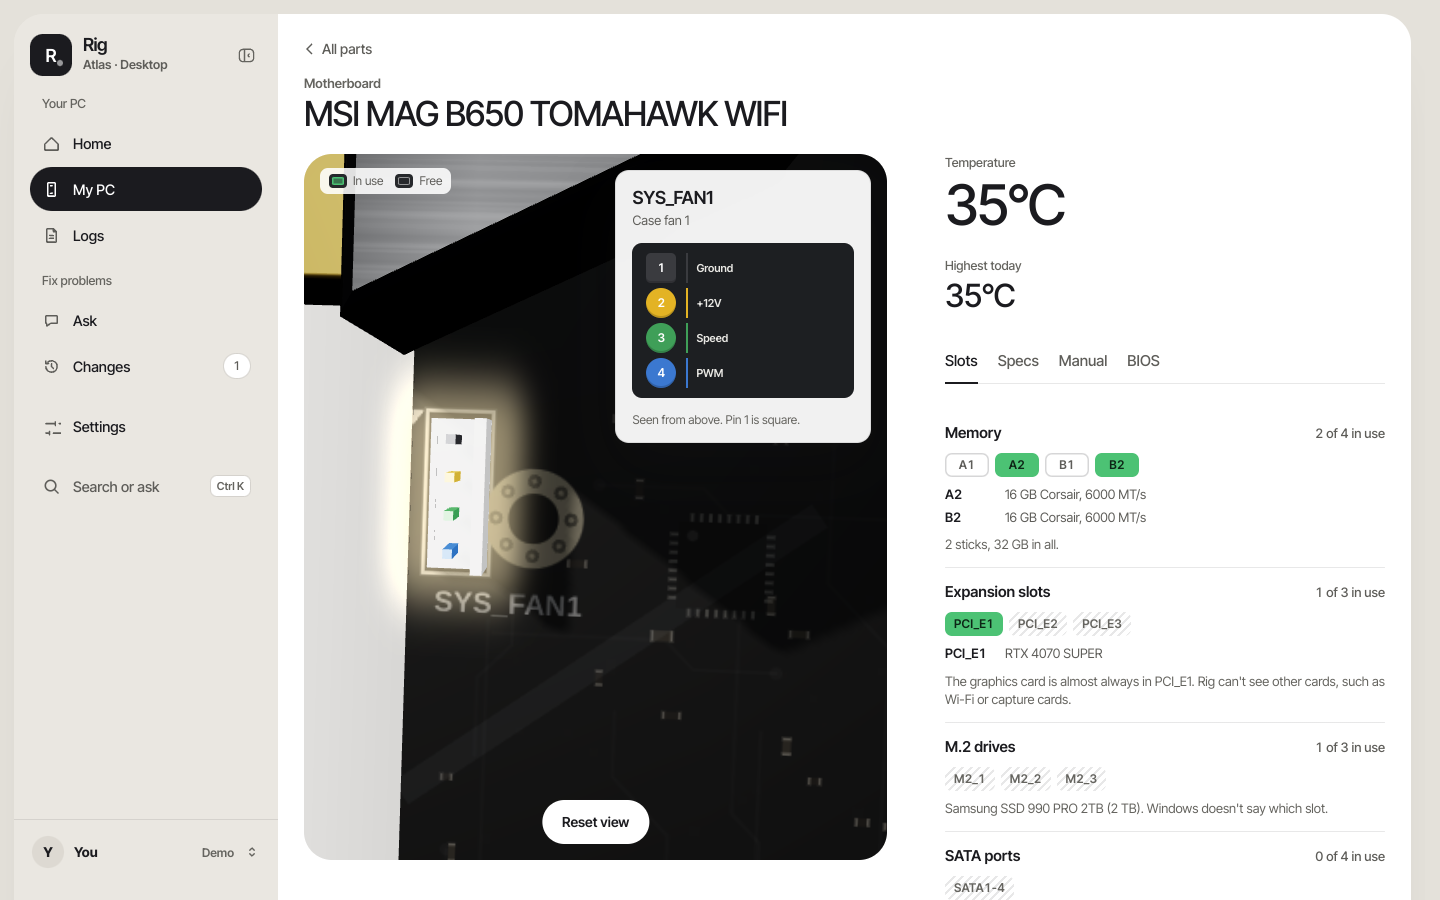 R.
Rig
Atlas · Desktop
Your PC
Home
My PC
Logs
Fix problems
Ask
Changes
1
Settings
Search or ask
Ctrl K
Y
You
Demo
All parts
Motherboard
MSI MAG B650 TOMAHAWK WIFI
In use
Free
SYS_FAN1
Case fan 1
1
Ground
2
+12V
3
Speed
4
PWM
Seen from above. Pin 1 is square.
SYS_FAN1
Reset view
Temperature
35°C
Highest today
35°C
Slots
Specs
Manual
BIOS
Memory
2 of 4 in use
A1
A2
B1
B2
A2
16 GB Corsair, 6000 MT/s
B2
16 GB Corsair, 6000 MT/s
2 sticks, 32 GB in all.
Expansion slots
1 of 3 in use
PCI_E1
PCI_E2
PCI_E3
PCI_E1
RTX 4070 SUPER
The graphics card is almost always in PCI_E1. Rig can't see other cards, such as
Wi-Fi or capture cards.
M.2 drives
1 of 3 in use
M2_1
M2_2
M2_3
Samsung SSD 990 PRO 2TB (2 TB). Windows doesn't say which slot.
SATA ports
0 of 4 in use
SATA1-4